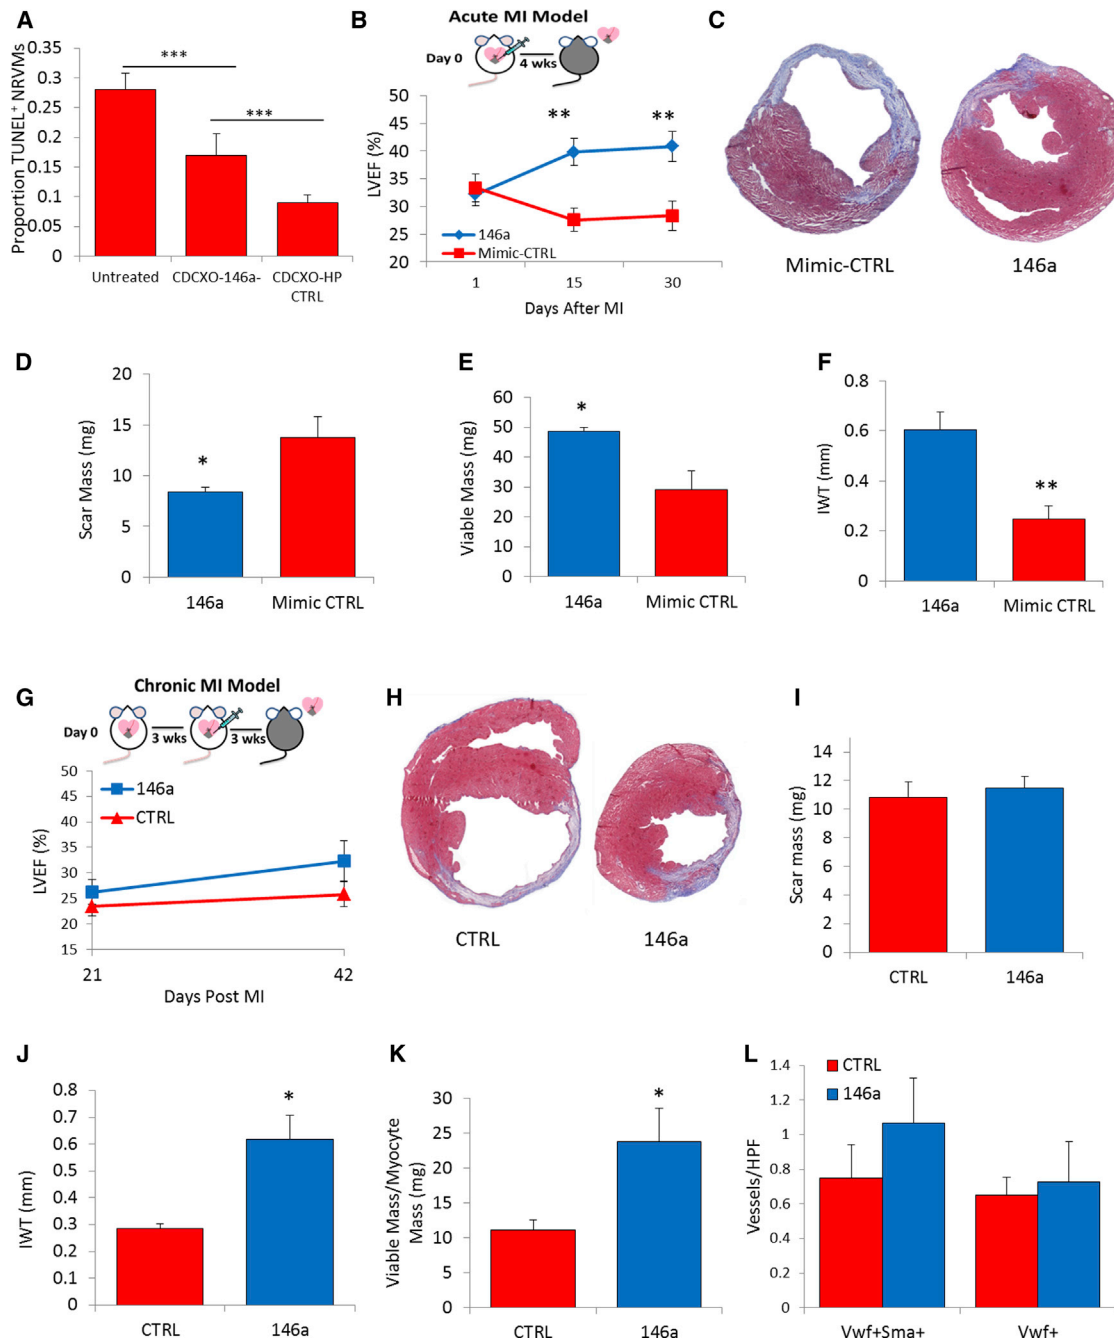 A
Proportion TUNEL⁺ NRVMs
0.35
0.3
0.25
0.2
0.15
0.1
0.05
0
***
***
Untreated
CDCXO-146a-
CDCXO-HP
CTRL
B
Acute MI Model
Day 0
4 wks
LVEF (%)
50
45
40
35
30
25
20
**
**
146a
Mimic-CTRL
1
15
30
Days After MI
C
Mimic-CTRL
146a
D
Scar Mass (mg)
20
15
10
5
0
*
146a
Mimic CTRL
E
Viable Mass (mg)
60
50
40
30
20
10
0
*
146a
Mimic CTRL
F
IWT (mm)
0.8
0.6
0.4
0.2
0
**
146a
Mimic CTRL
G
Chronic MI Model
Day 0
3 wks
3 wks
LVEF (%)
50
45
40
35
30
25
20
15
146a
CTRL
21
42
Days Post MI
H
CTRL
146a
I
Scar mass (mg)
14
12
10
8
6
4
2
0
CTRL
146a
J
IWT (mm)
0.8
0.7
0.6
0.5
0.4
0.3
0.2
0.1
0
*
CTRL
146a
K
Viable Mass/Myocyte
Mass (mg)
30
25
20
15
10
5
0
*
CTRL
146a
L
Vessels/HPF
1.4
1.2
1
0.8
0.6
0.4
0.2
0
CTRL
146a
Vwf+Sma+
Vwf+